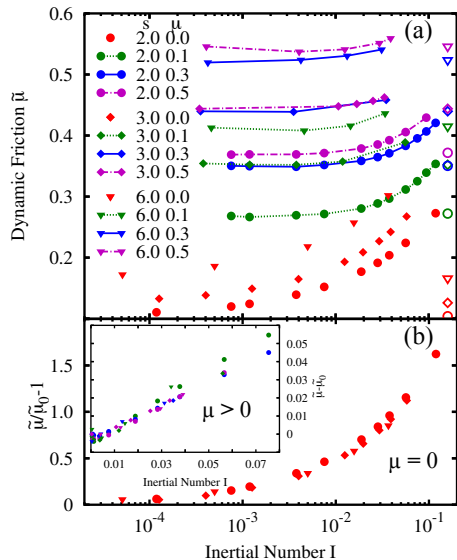 0.6
0.5
0.4
0.3
0.2
Dynamic Friction μ̃
s μ
2.0 0.0
2.0 0.1
2.0 0.3
2.0 0.5
3.0 0.0
3.0 0.1
3.0 0.3
3.0 0.5
6.0 0.0
6.0 0.1
6.0 0.3
6.0 0.5
(a)
(b)
1.5
1.0
0.5
0
μ̃/μ̃₀-1
0.05
0.04
0.03
0.02
0.01
0
μ̃-μ̃₀
μ > 0
0.01 0.03 0.05 0.07
Inertial Number I
μ = 0
10⁻⁴ 10⁻³ 10⁻² 10⁻¹
Inertial Number I